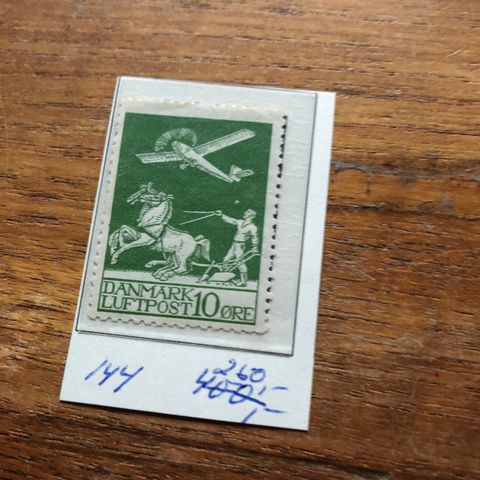 DANMARK
LUFTPOST 10 ØRE
260,-
144 400,-